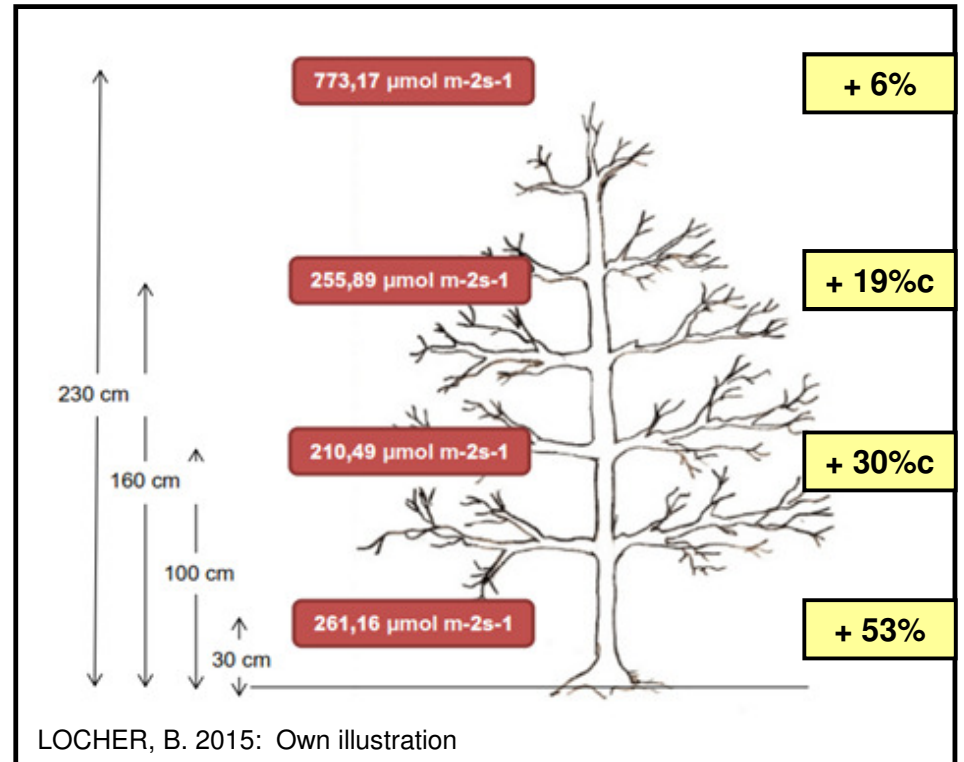 773,17 µmol m-2s-1
+ 6%
255,89 µmol m-2s-1
+ 19%c
230 cm
210,49 µmol m-2s-1
+ 30%c
160 cm
100 cm
261,16 µmol m-2s-1
+ 53%
30 cm
LOCHER, B. 2015: Own illustration